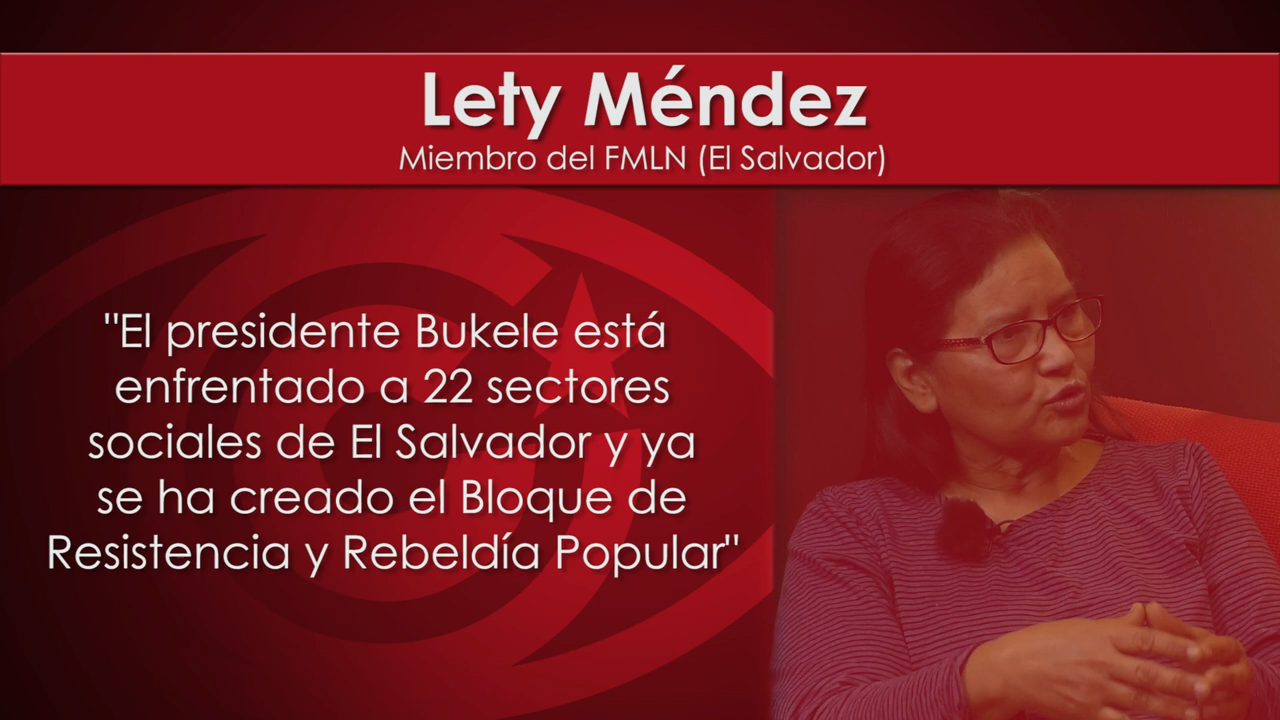 Lety Méndez
Miembro del FMLN (El Salvador)
"El presidente Bukele está
enfrentado a 22 sectores
sociales de El Salvador y ya
se ha creado el Bloque de
Resistencia y Rebeldía Popular"